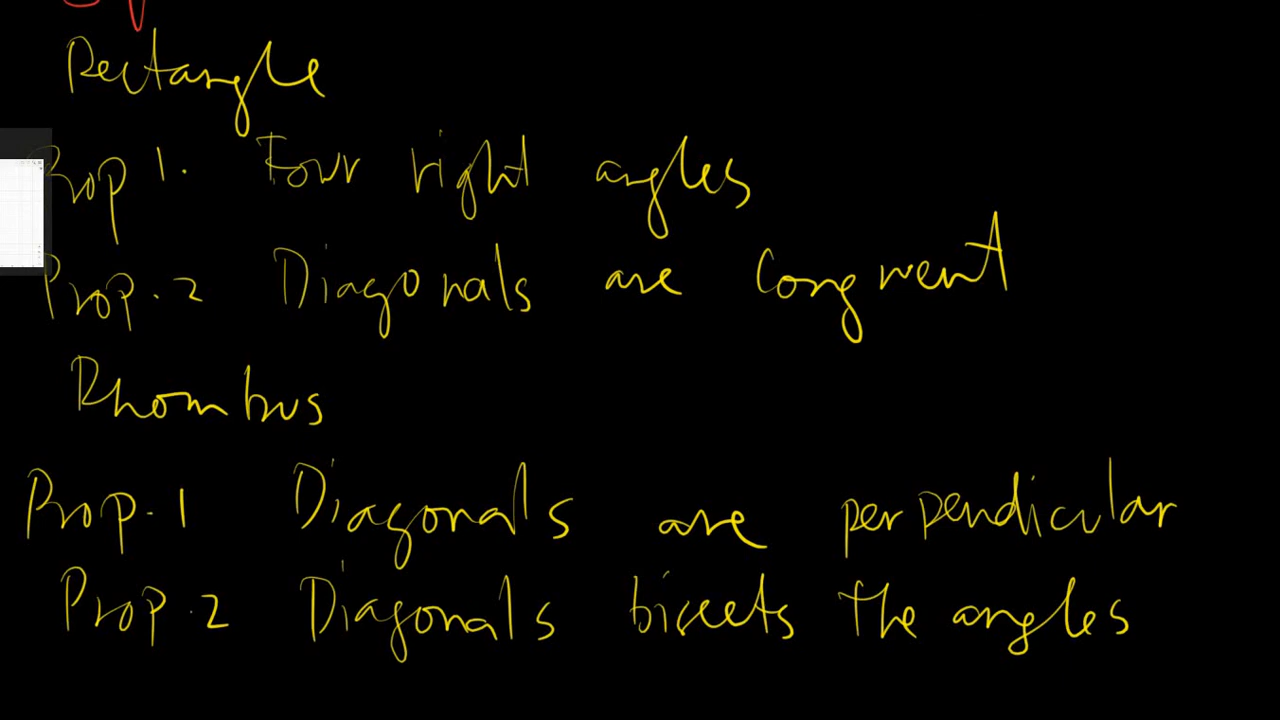 Rectangle
Prop 1. Four right angles
Prop. 2 Diagonals are congruent
Rhombus
Prop. 1 Diagonals are perpendicular
Prop. 2 Diagonals bisects the angles